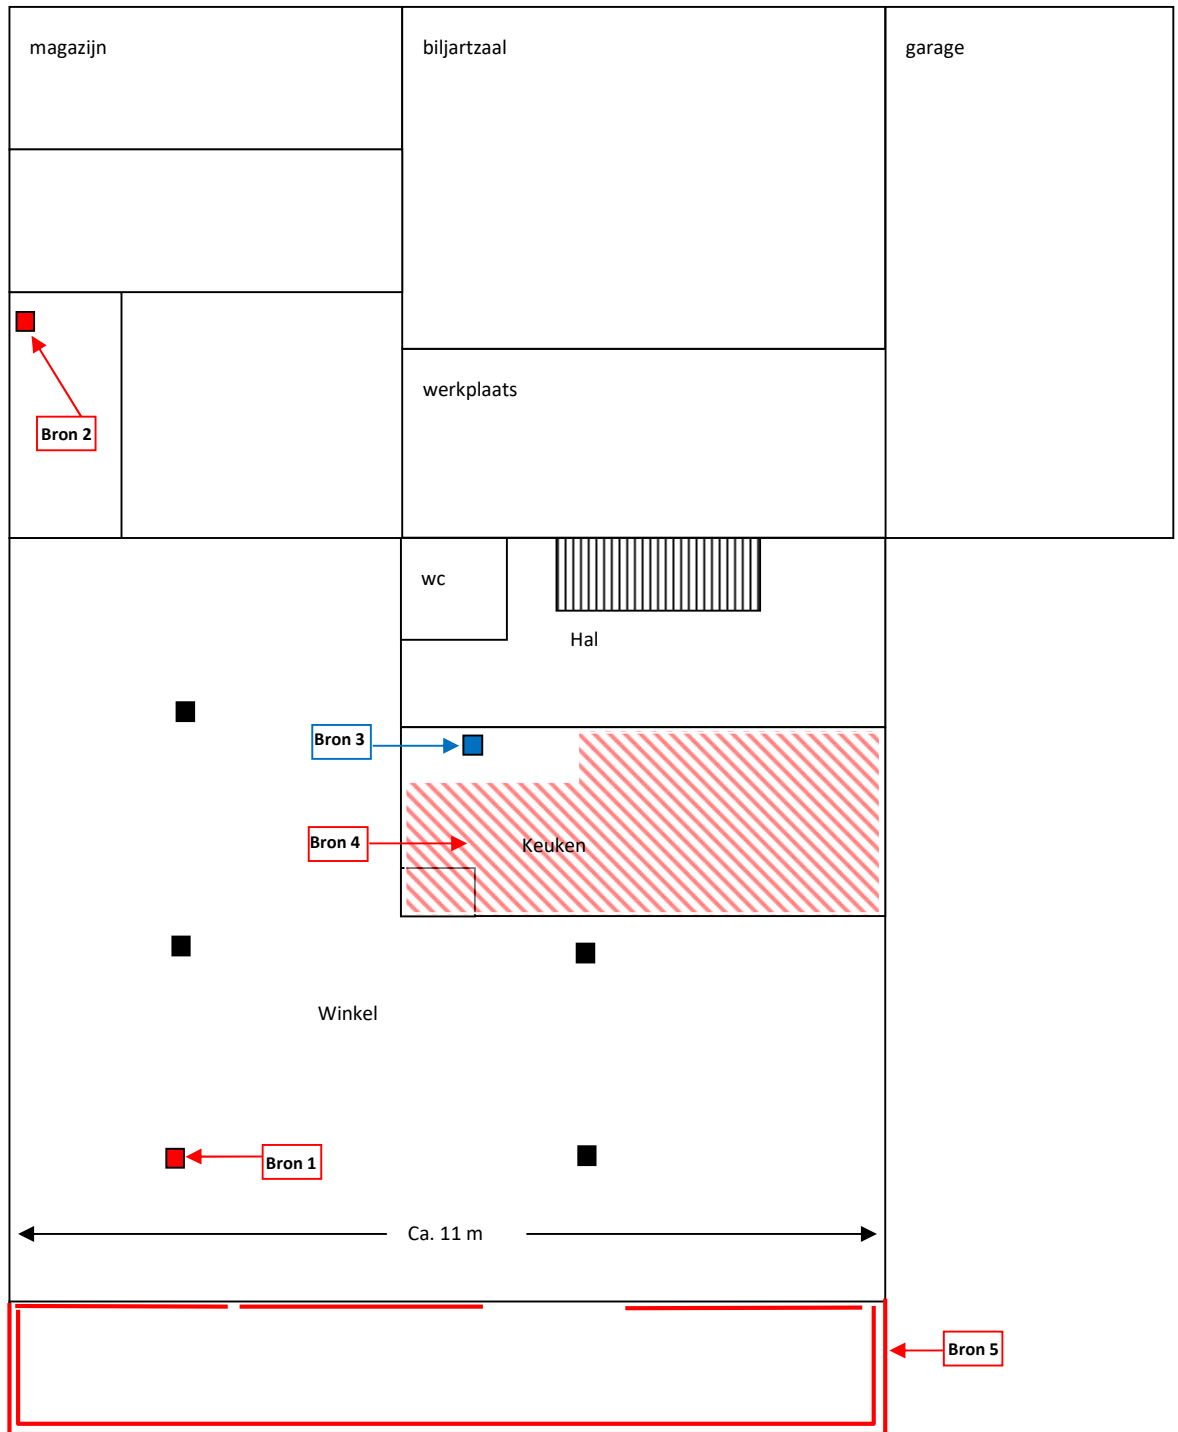 magazijn
biljartzaal
garage
werkplaats
Bron 2
wc
Hal
Bron 3
Bron 4
Keuken
Winkel
Bron 1
Ca. 11 m
Bron 5